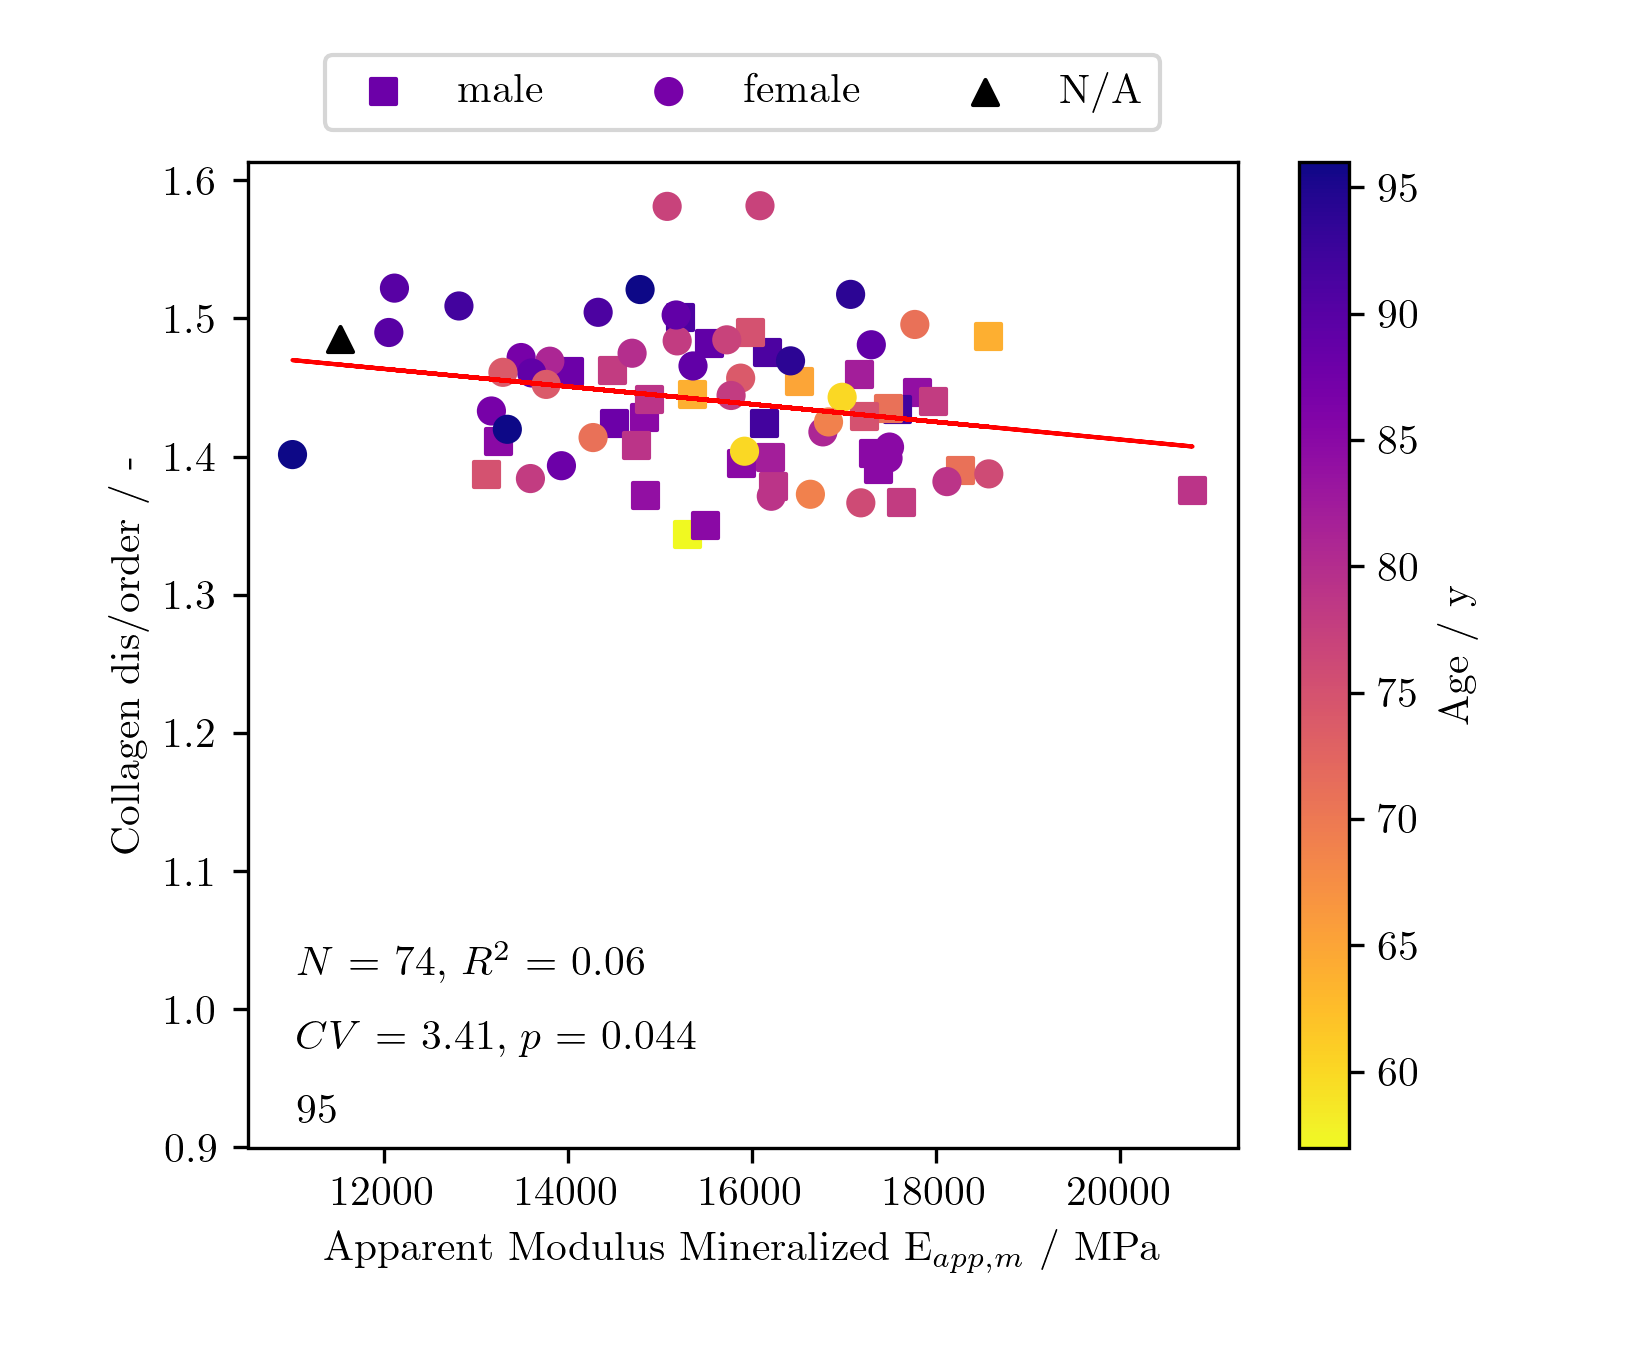 male female N/A
1.6
1.5
1.4
1.3
1.2
1.1
1.0
0.9
Collagen dis/order / -
N = 74, R² = 0.06
CV = 3.41, p = 0.044
95
12000 14000 16000 18000 20000
Apparent Modulus Mineralized E_{app,m} / MPa
95
90
85
80
75
70
65
60
Age / y